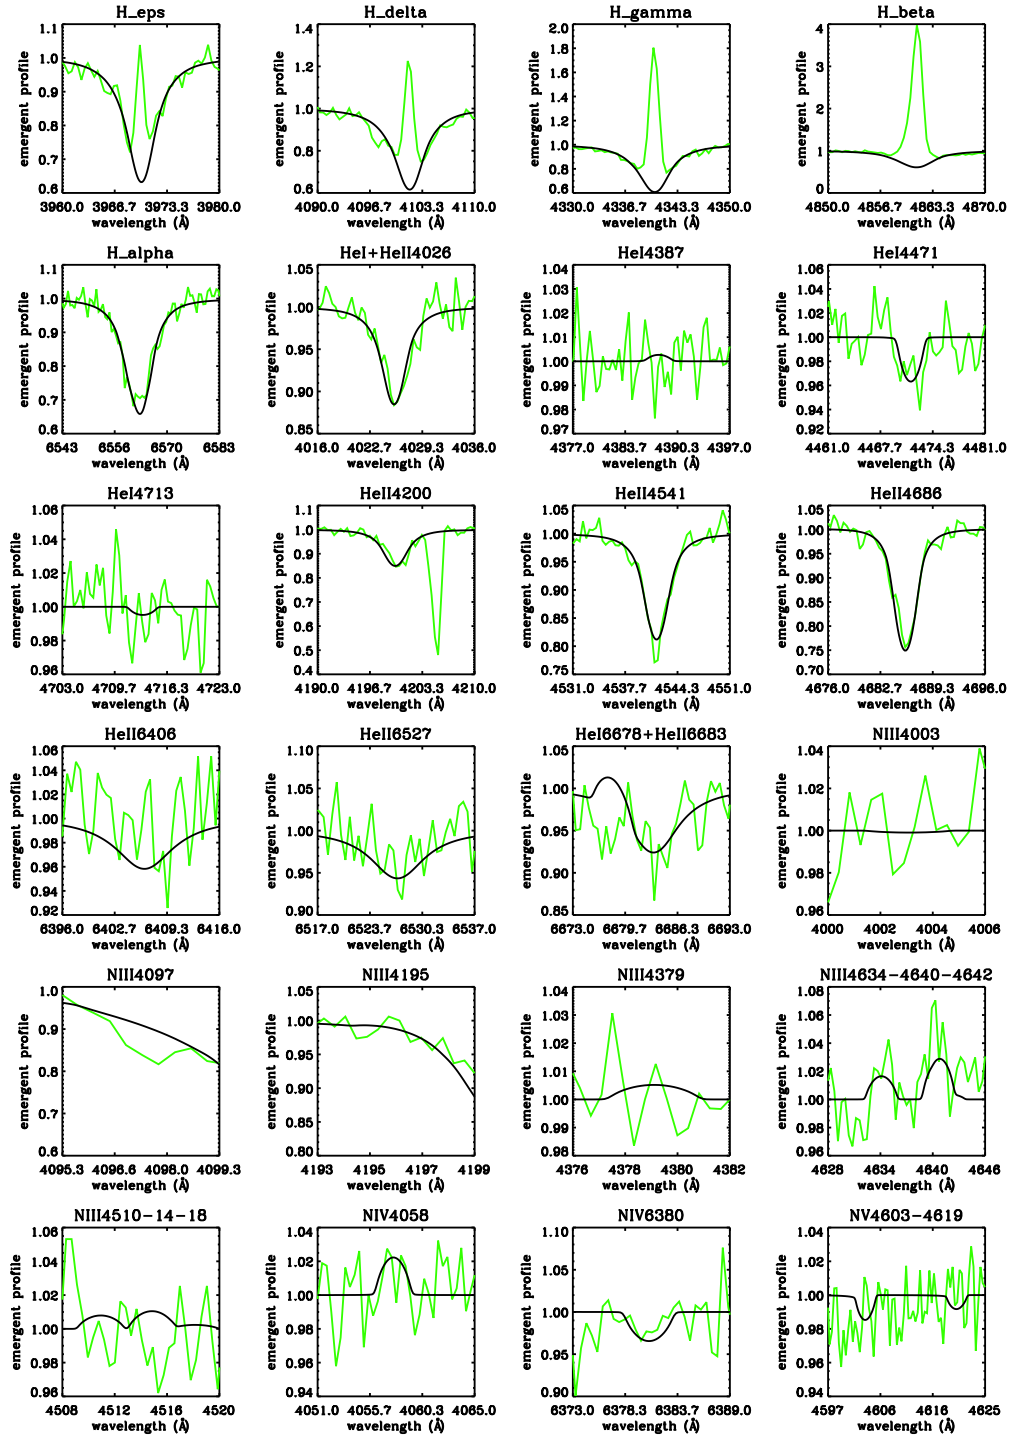 H_eps
1.1
1.0
0.9
0.8
0.7
0.6
emergent profile
3960.0 3966.7 3973.3 3980.0
wavelength (Å)
H_delta
1.4
1.2
1.0
0.8
0.6
emergent profile
4090.0 4096.7 4103.3 4110.0
wavelength (Å)
H_gamma
2.0
1.8
1.6
1.4
1.2
1.0
0.8
0.6
emergent profile
4330.0 4336.7 4343.3 4350.0
wavelength (Å)
H_beta
4
3
2
1
0
emergent profile
4850.0 4856.7 4863.3 4870.0
wavelength (Å)
H_alpha
1.1
1.0
0.9
0.8
0.7
0.6
emergent profile
6543 6556 6570 6583
wavelength (Å)
HeI+HeII4026
1.05
1.00
0.95
0.90
0.85
emergent profile
4016.0 4022.7 4029.3 4036.0
wavelength (Å)
HeI4387
1.04
1.03
1.02
1.01
1.00
0.99
0.98
0.97
emergent profile
4377.0 4383.7 4390.3 4397.0
wavelength (Å)
HeI4471
1.06
1.04
1.02
1.00
0.98
0.96
0.94
0.92
emergent profile
4461.0 4467.7 4474.3 4481.0
wavelength (Å)
HeI4713
1.06
1.04
1.02
1.00
0.98
0.96
emergent profile
4703.0 4709.7 4716.3 4723.0
wavelength (Å)
HeII4200
1.1
1.0
0.9
0.8
0.7
0.6
0.5
0.4
emergent profile
4190.0 4196.7 4203.3 4210.0
wavelength (Å)
HeII4541
1.05
1.00
0.95
0.90
0.85
0.80
0.75
emergent profile
4531.0 4537.7 4544.3 4551.0
wavelength (Å)
HeII4686
1.05
1.00
0.95
0.90
0.85
0.80
0.75
0.70
emergent profile
4676.0 4682.7 4689.3 4696.0
wavelength (Å)
HeII6406
1.06
1.04
1.02
1.00
0.98
0.96
0.94
0.92
emergent profile
6396.0 6402.7 6409.3 6416.0
wavelength (Å)
HeII6527
1.10
1.05
1.00
0.95
0.90
emergent profile
6517.0 6523.7 6530.3 6537.0
wavelength (Å)
HeI6678+HeII6683
1.05
1.00
0.95
0.90
0.85
emergent profile
6673.0 6679.7 6686.3 6693.0
wavelength (Å)
NIII4003
1.04
1.02
1.00
0.98
0.96
emergent profile
4000 4002 4004 4006
wavelength (Å)
NIII4097
1.0
0.9
0.8
0.7
0.6
emergent profile
4095.3 4096.6 4098.0 4099.3
wavelength (Å)
NIII4195
1.05
1.00
0.95
0.90
0.85
0.80
emergent profile
4193 4195 4197 4199
wavelength (Å)
NIII4379
1.04
1.03
1.02
1.01
1.00
0.99
0.98
emergent profile
4376 4378 4380 4382
wavelength (Å)
NIII4634-4640-4642
1.08
1.06
1.04
1.02
1.00
0.98
0.96
emergent profile
4628 4634 4640 4646
wavelength (Å)
NIII4510-14-18
1.06
1.04
1.02
1.00
0.98
0.96
emergent profile
4508 4512 4516 4520
wavelength (Å)
NIV4058
1.04
1.02
1.00
0.98
0.96
0.94
emergent profile
4051.0 4055.7 4060.3 4065.0
wavelength (Å)
NIV6380
1.10
1.05
1.00
0.95
0.90
emergent profile
6373.0 6378.3 6383.7 6389.0
wavelength (Å)
NV4603-4619
1.04
1.02
1.00
0.98
0.96
0.94
emergent profile
4597 4606 4616 4625
wavelength (Å)